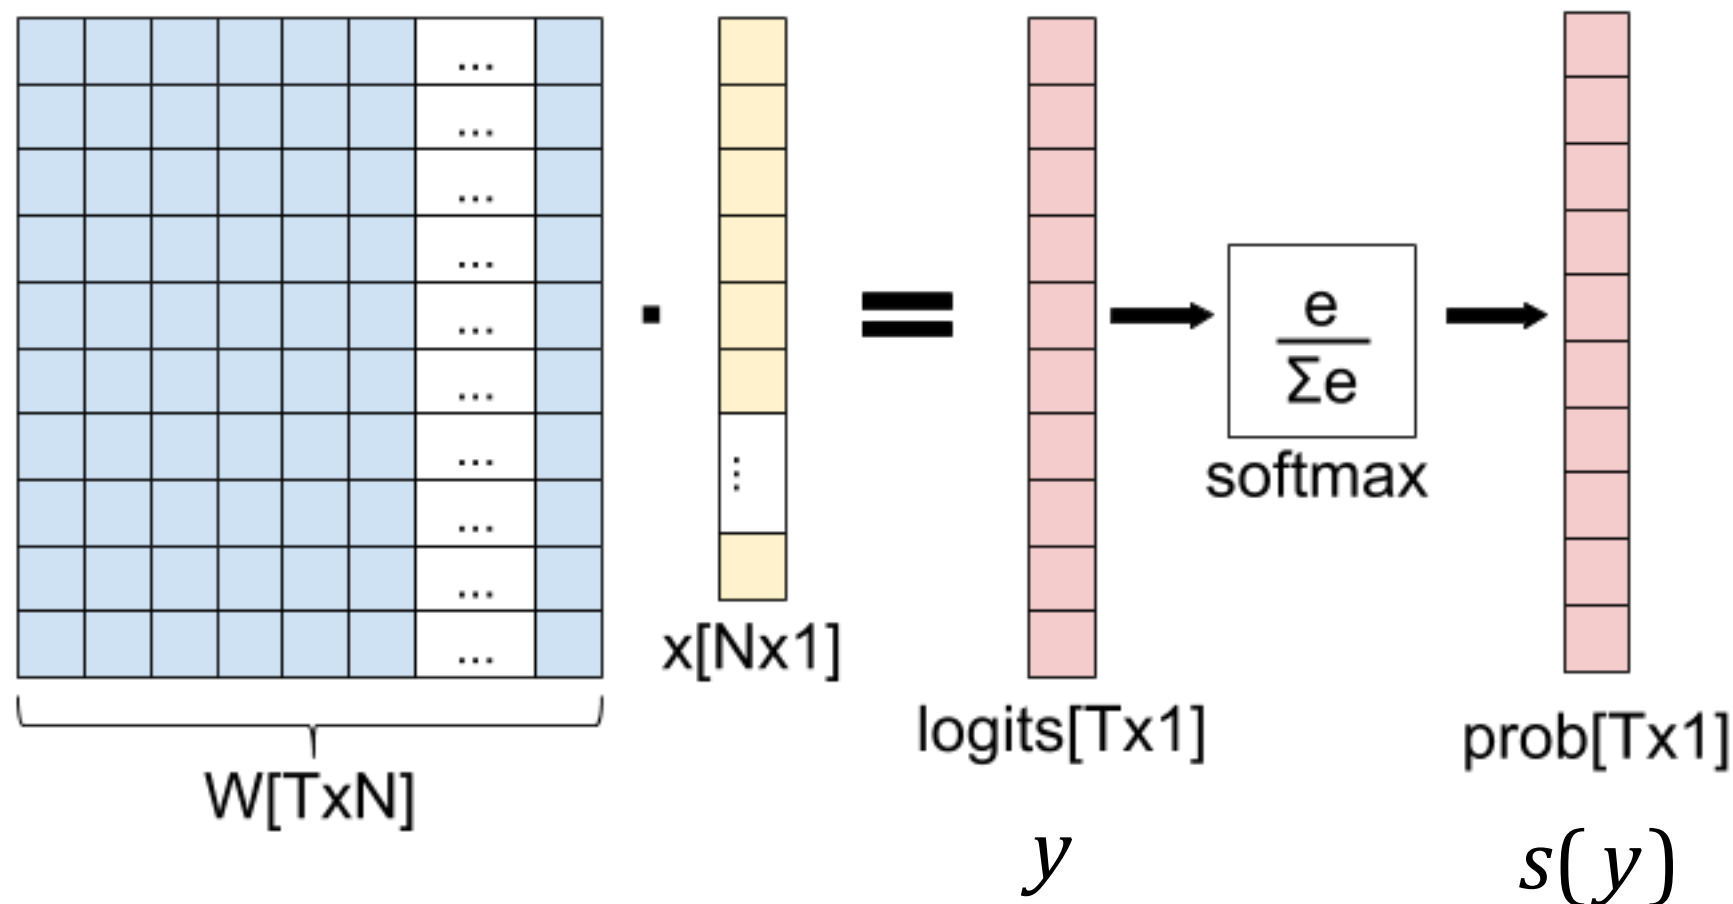 ...
...
...
...
...
...
...
...
...
...
⋮
.
=
e
Σe
softmax
x[Nx1]
logits[Tx1]
prob[Tx1]
W[TxN]
y
s(y)